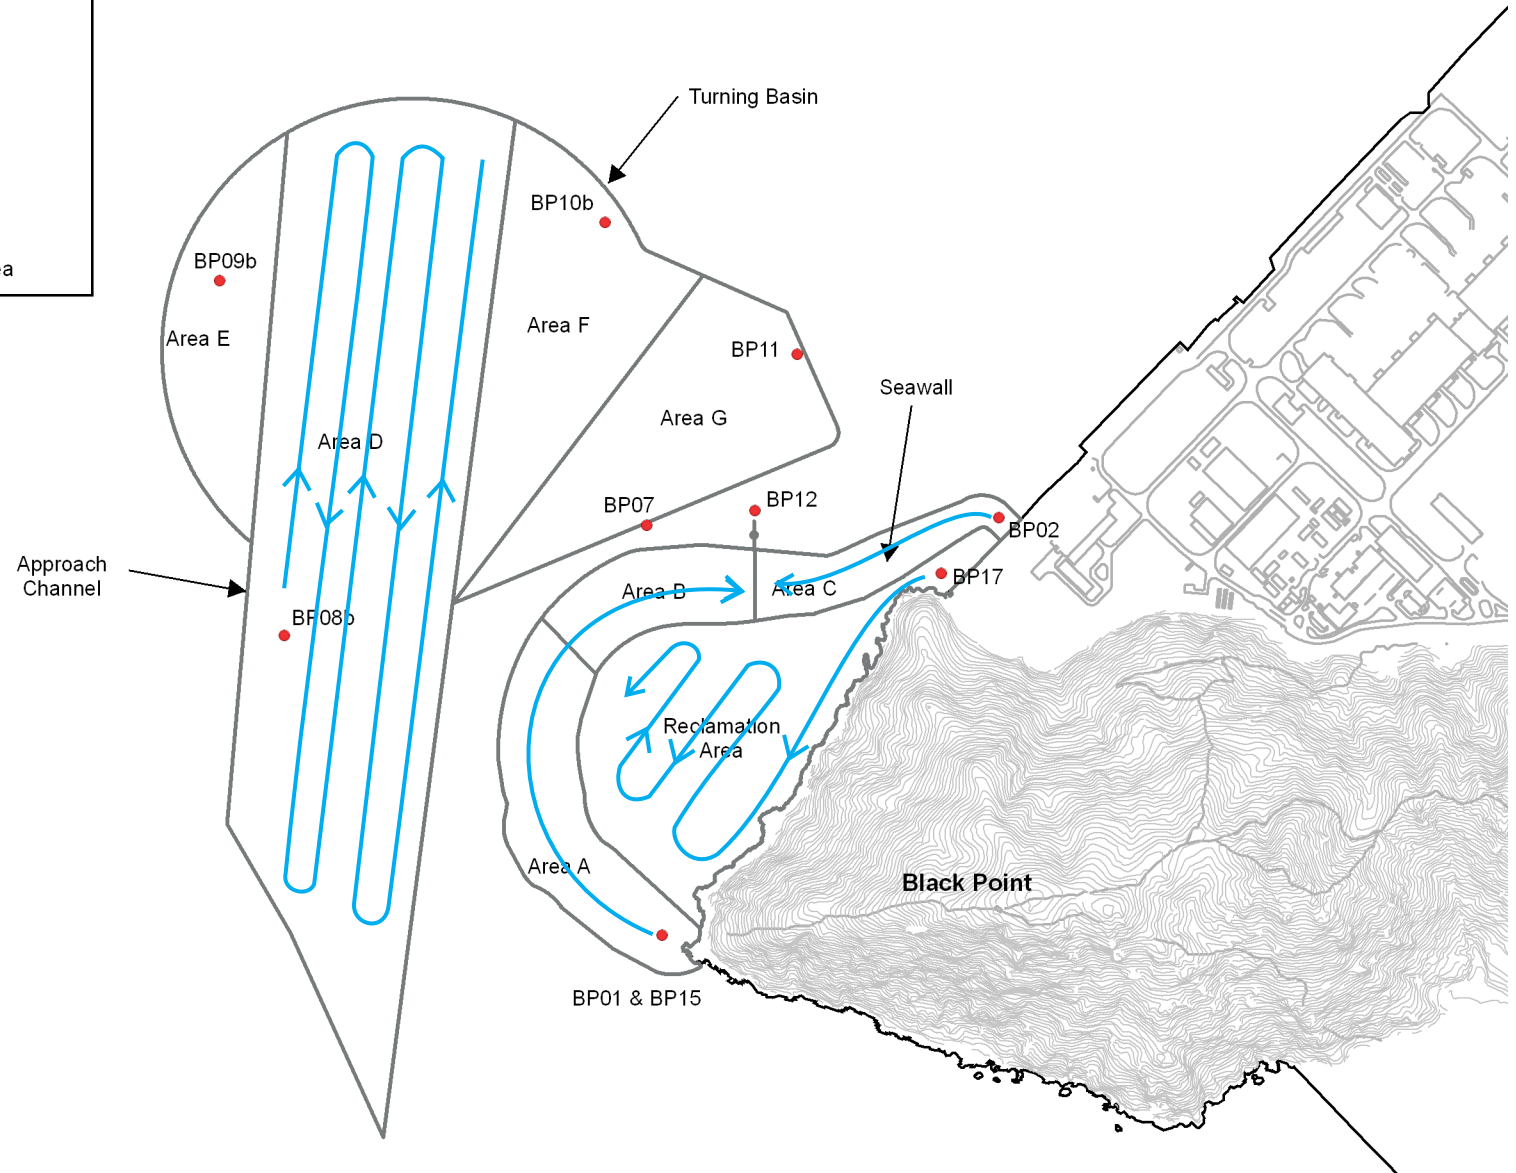 Turning Basin
BP10b
BP09b
ea
Area E
Area F
BP11
Seawall
Area G
Area D
BP07
BP12
BP02
Approach
Channel
BP17
Area B
Area C
BP08b
Reclamation
Area
Area A
Black Point
BP01 & BP15